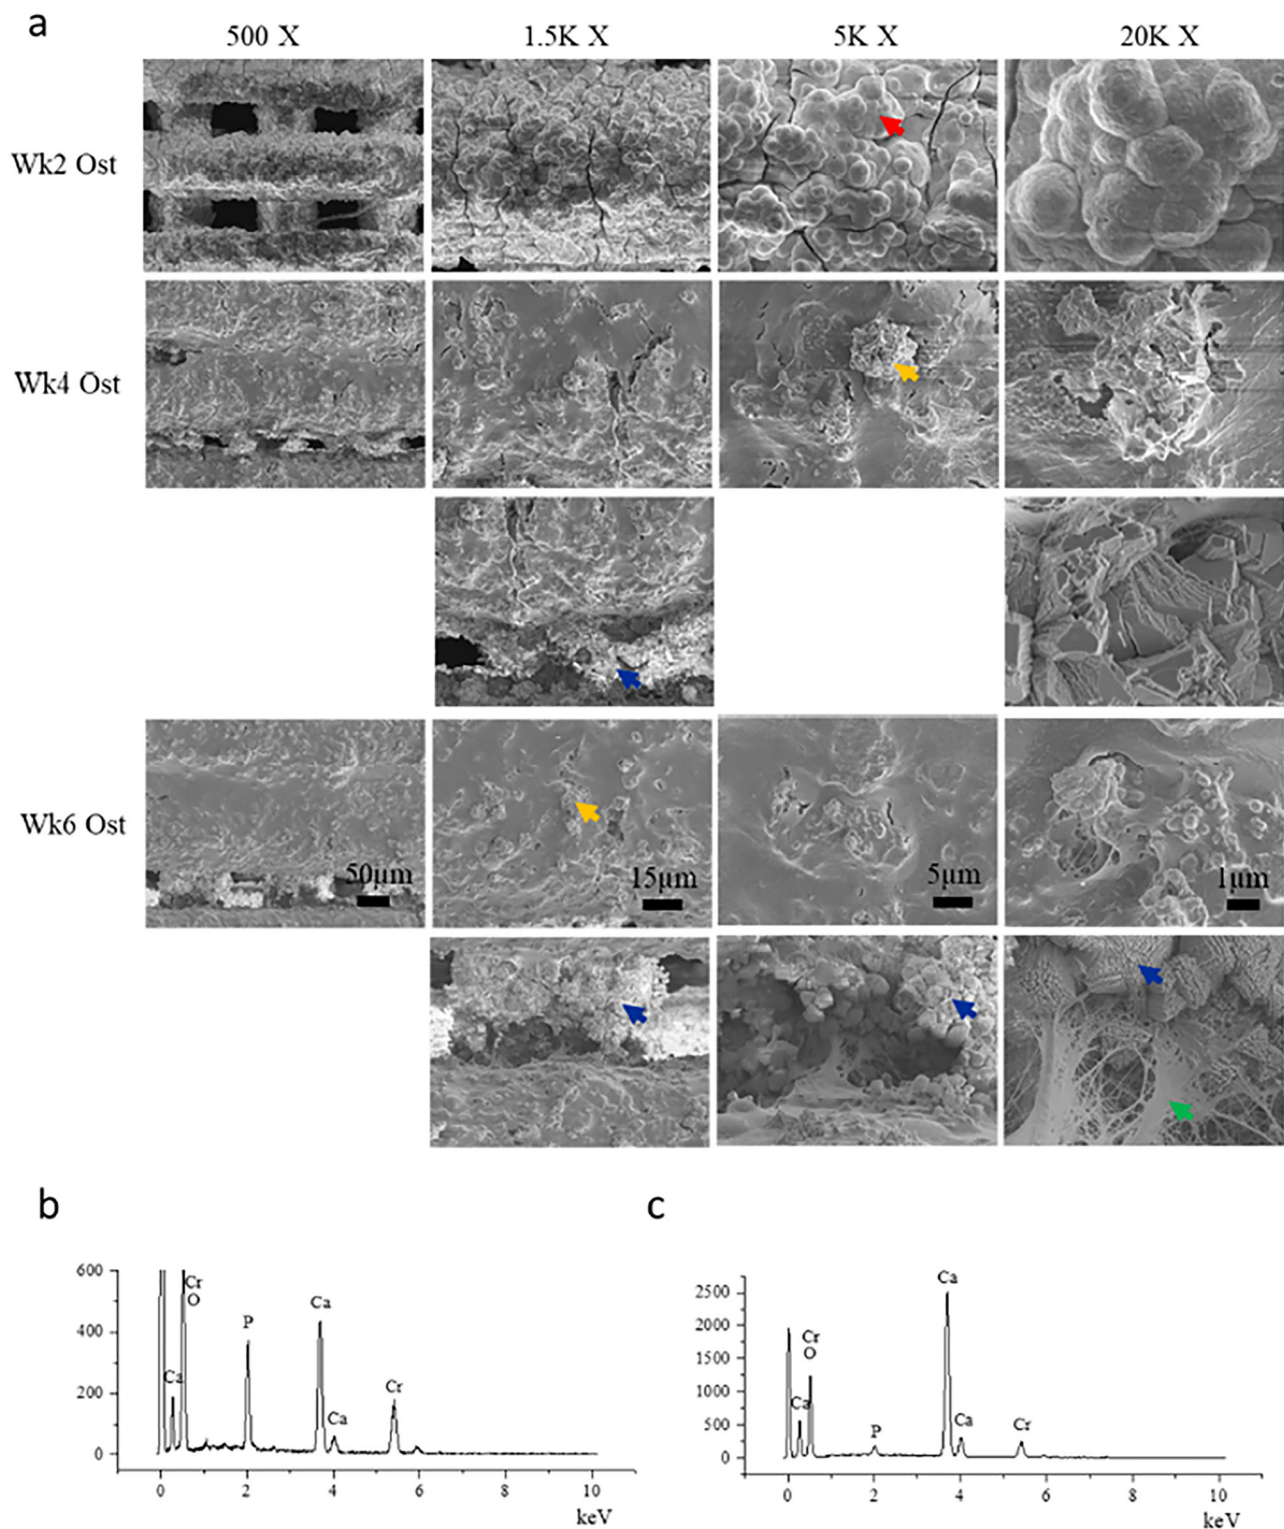 a
500 X 1.5K X 5K X 20K X
Wk2 Ost
Wk4 Ost
Wk6 Ost
50μm 15μm 5μm 1μm
b c
600
400
200
0
0 2 4 6 8 10
keV
Ca
Cr
O
P
Ca
Ca
Cr
2500
2000
1500
1000
500
0
0 2 4 6 8 10
keV
Ca
Cr
O
P
Ca
Ca
Cr